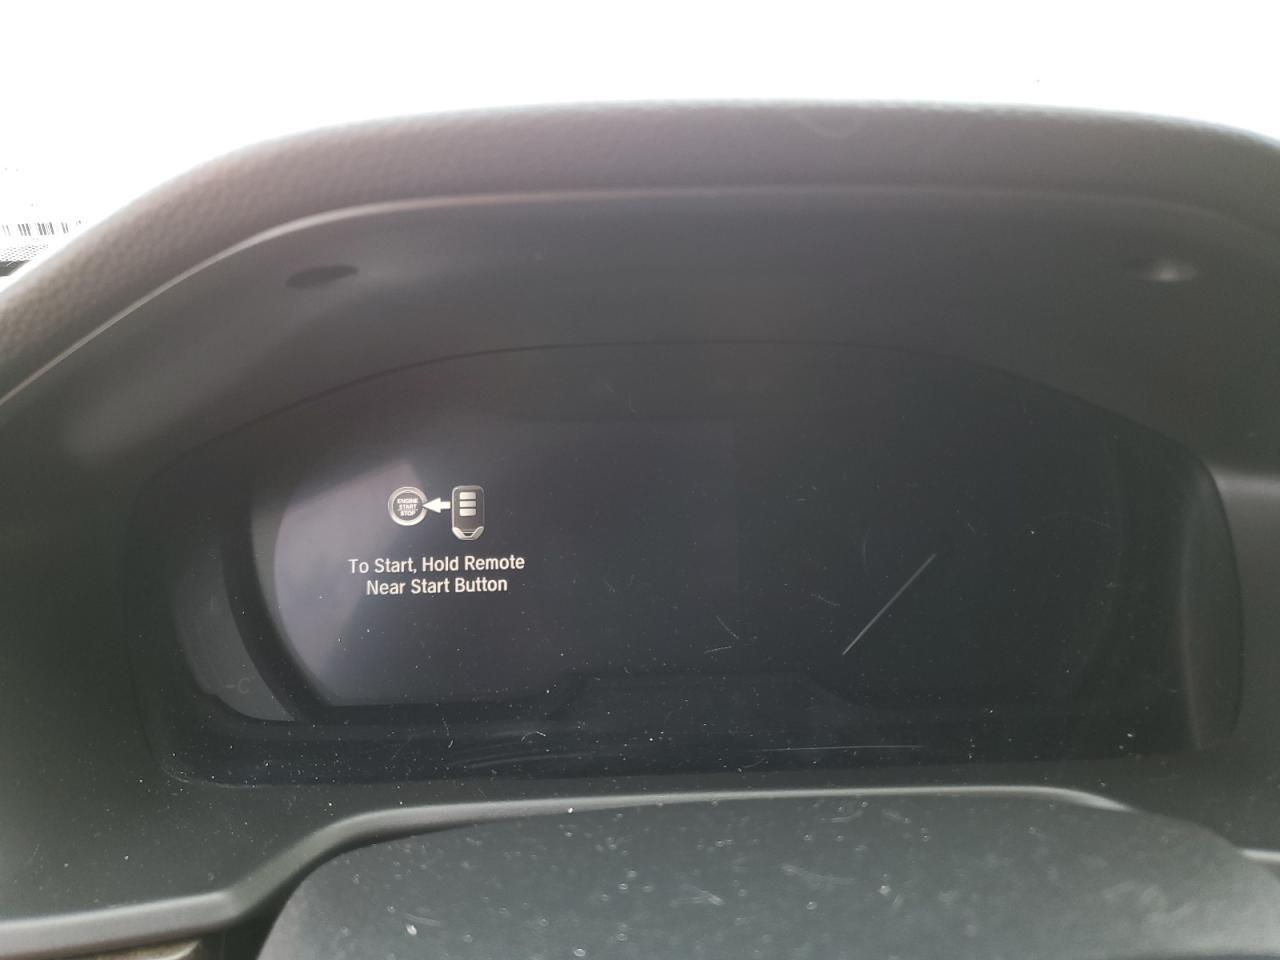 ENGINE
START
STOP
To Start, Hold Remote
Near Start Button
C